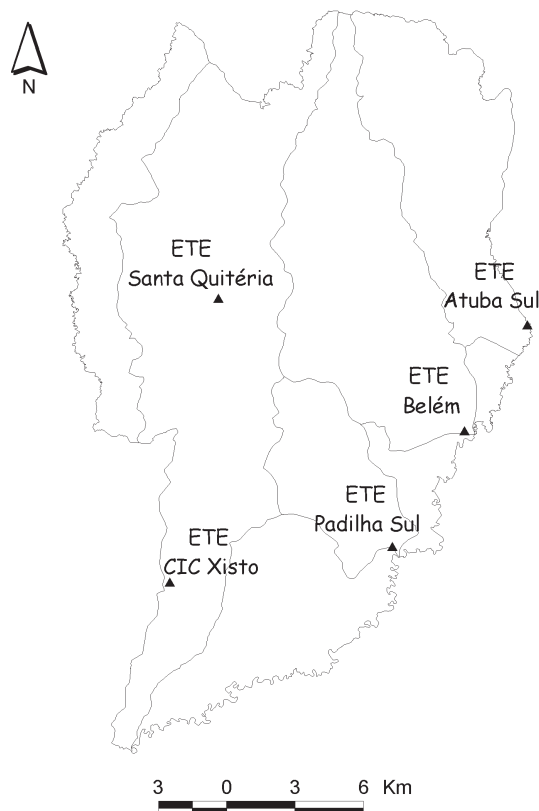 N
ETE
Santa Quitéria
ETE
Atuba Sul
ETE
Belém
ETE
Padilha Sul
ETE
CIC Xisto
3 0 3 6 Km